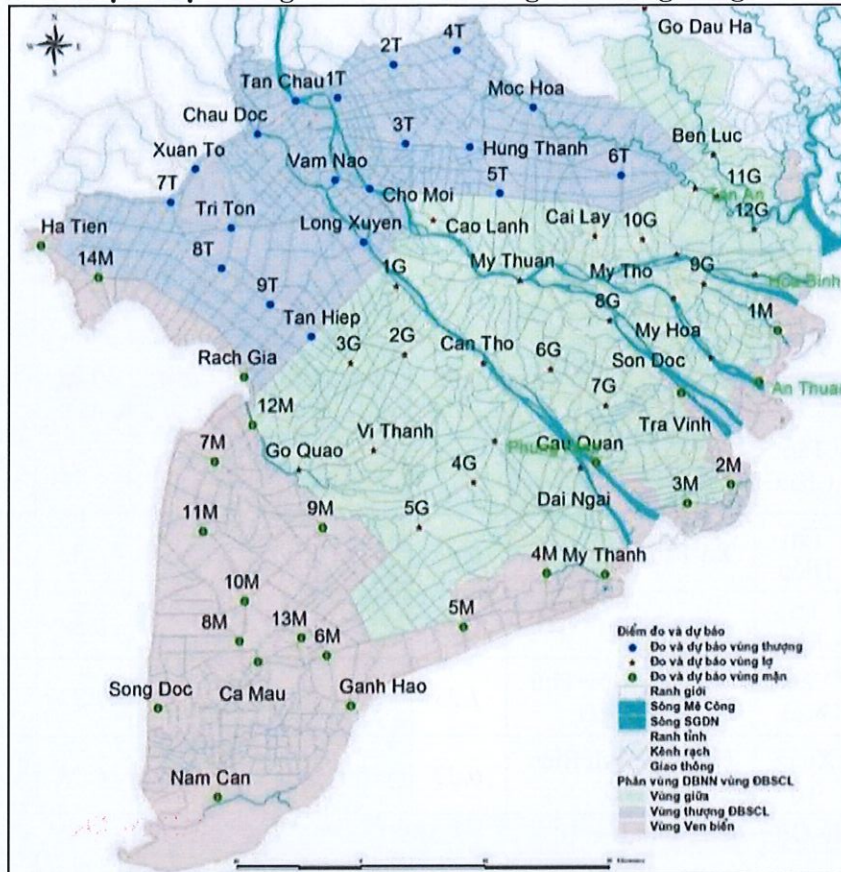 Go Dau Ha
4T
2T
Tan Chau
1T
Moc Hoa
Chau Doc
3T
Ben Luc
Xuan To
Vam Nao
Hung Thanh
6T
11G
7T
5T
Tan An
Cho Moi
Tri Ton
Long Xuyen
Cao Lanh
Cai Lay
10G
12G
Ha Tien
8T
14M
1G
My Thuan
My Tho
9G
Hoa Binh
9T
8G
1M
Tan Hiep
My Hoa
3G
2G
Can Tho
6G
Son Doc
Rach Gia
7G
An Thuan
12M
Vi Thanh
Tra Vinh
7M
Go Quao
Cau Quan
2M
4G
3M
11M
9M
5G
Dai Ngai
4M
My Thanh
10M
8M
13M
6M
5M
Song Doc
Ca Mau
Ganh Hao
Nam Can
Điểm đo và dự báo
Đo và dự báo vùng thượng
Đo và dự báo vùng lợ
Đo và dự báo vùng mặn
Ranh giới
Sông Mê Công
Sông SGDN
Ranh tỉnh
Kênh rạch
Giao thông
Phân vùng DBNN vùng ĐBSCL
Vùng giữa
Vùng thượng ĐBSCL
Vùng Ven biển